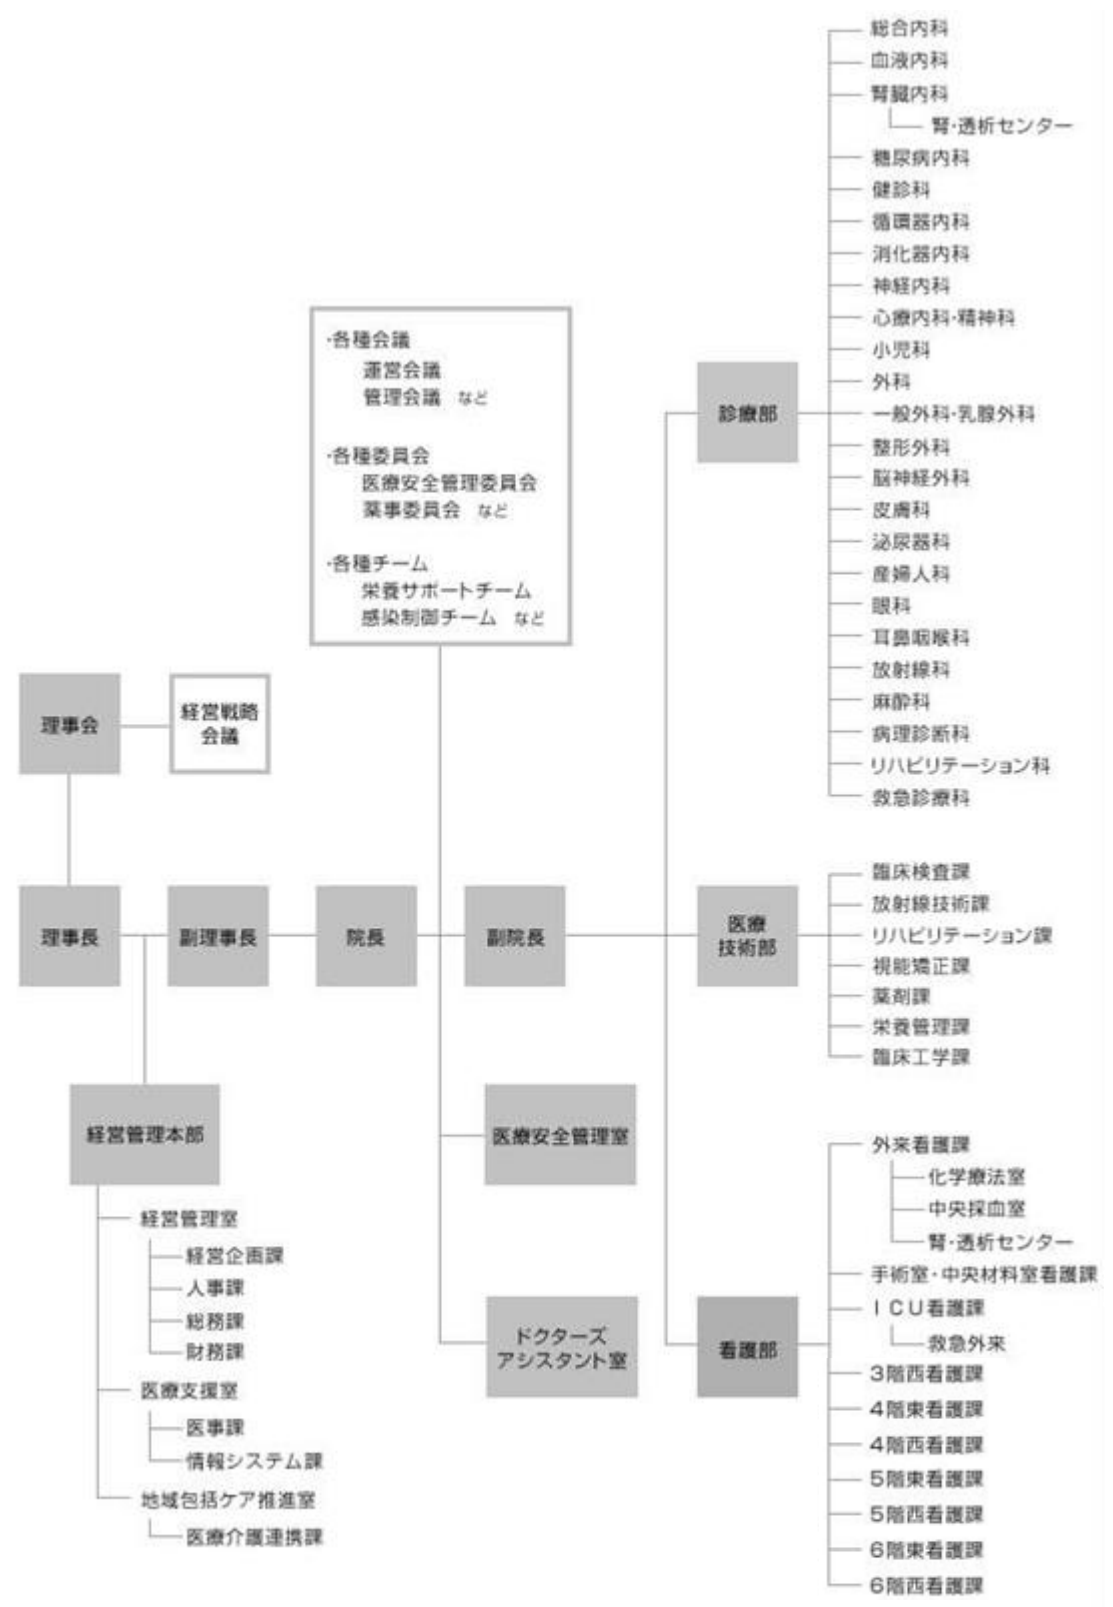 理事会
経営戦略
会議
理事長
副理事長
院長
副院長
・各種会議
運営会議
管理会議 など
・各種委員会
医療安全管理委員会
薬事委員会 など
・各種チーム
栄養サポートチーム
感染制御チーム など
経営管理本部
経営管理室
経営企画課
人事課
総務課
財務課
医療支援室
医事課
情報システム課
地域包括ケア推進室
医療介護連携課
医療安全管理室
ドクターズ
アシスタント室
診療部
総合内科
血液内科
腎臓内科
腎・透析センター
糖尿病内科
健診科
循環器内科
消化器内科
神経内科
心療内科・精神科
小児科
外科
一般外科・乳腺外科
整形外科
脳神経外科
皮膚科
泌尿器科
産婦人科
眼科
耳鼻咽喉科
放射線科
麻酔科
病理診断科
リハビリテーション科
救急診療科
医療
技術部
臨床検査課
放射線技術課
リハビリテーション課
視能矯正課
薬剤課
栄養管理課
臨床工学課
看護部
外来看護課
化学療法室
中央採血室
腎・透析センター
手術室・中央材料室看護課
ICU看護課
救急外来
3階西看護課
4階東看護課
4階西看護課
5階東看護課
5階西看護課
6階東看護課
6階西看護課